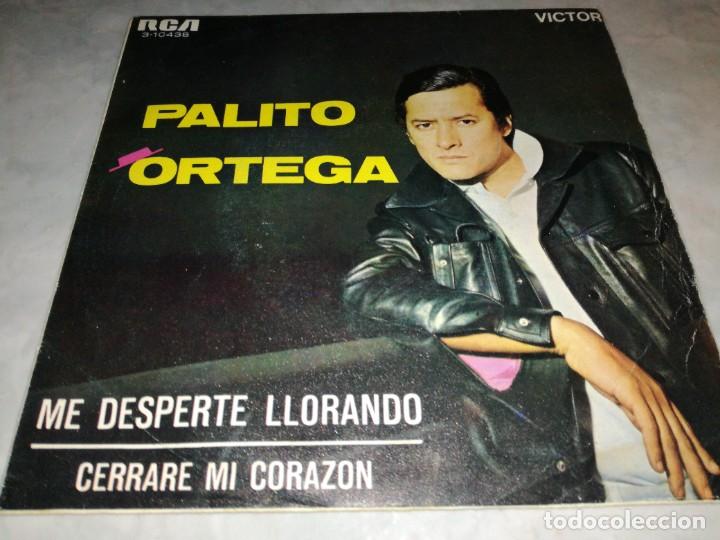 RCA
VICTOR
3-10438
PALITO
ORTEGA
ME DESPERTE LLORANDO
CERRARE MI CORAZON
todocoleccion